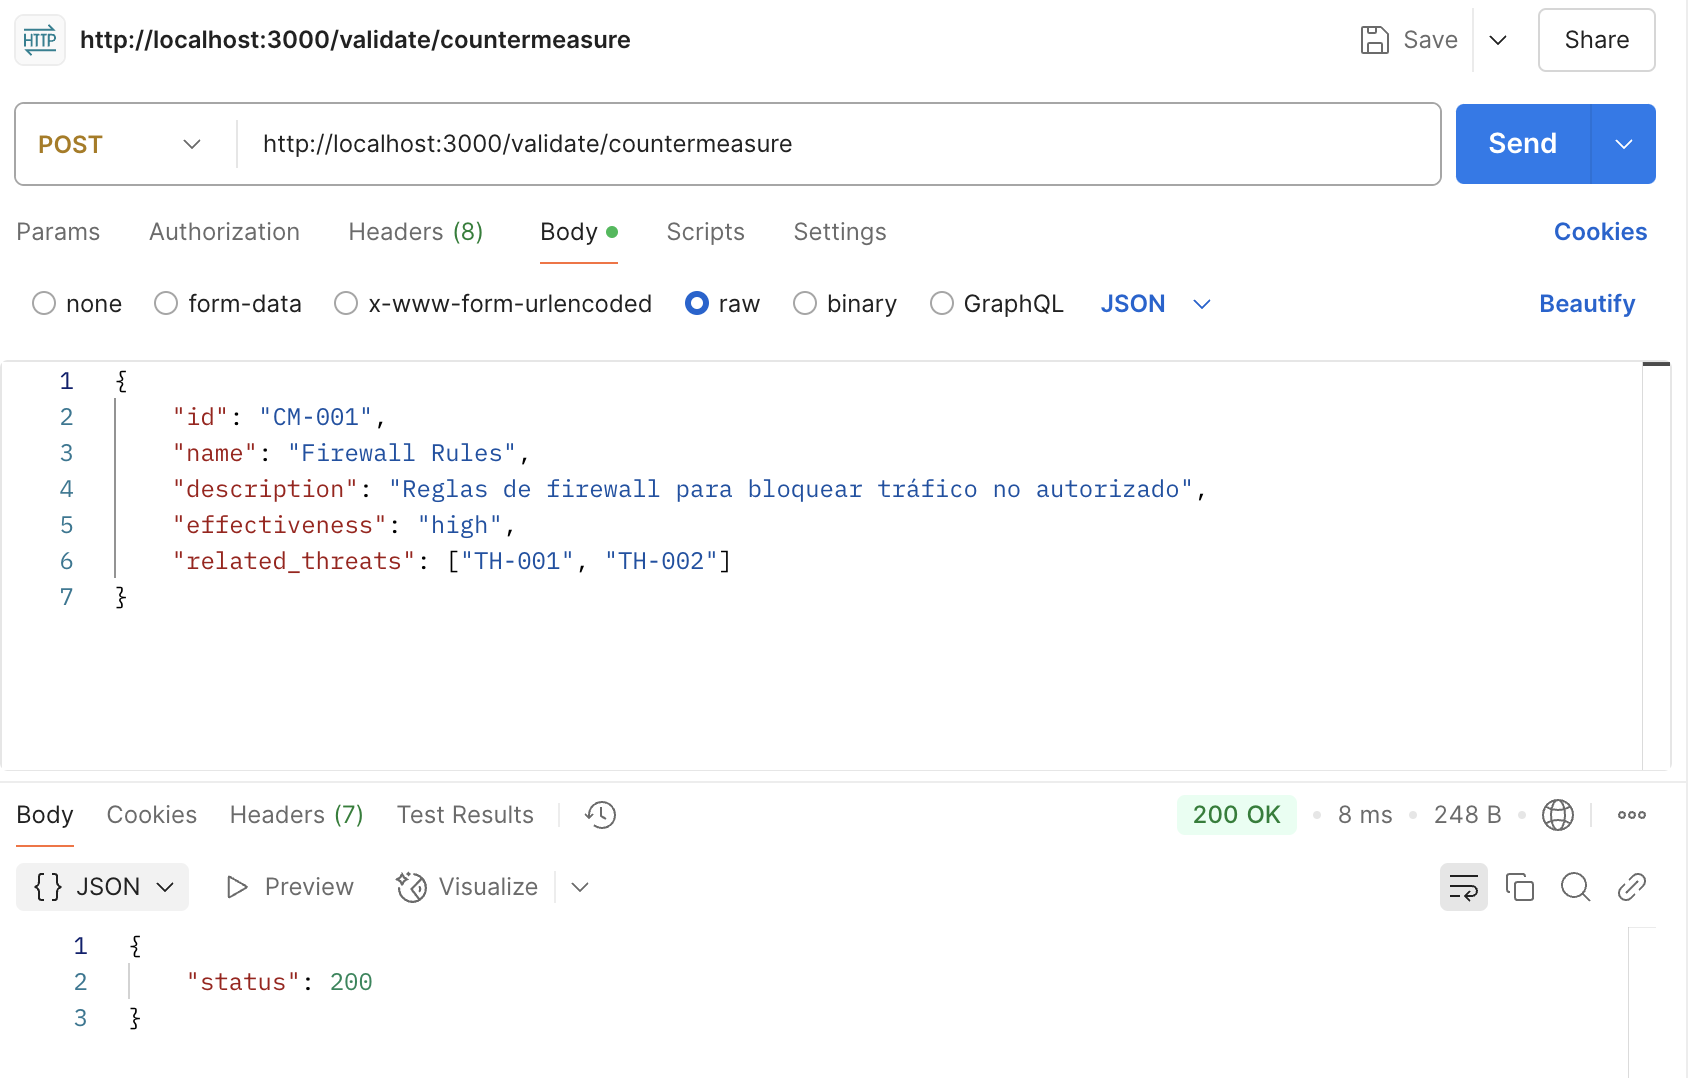 HTTP http://localhost:3000/validate/countermeasure Save Share
POST http://localhost:3000/validate/countermeasure Send
Params Authorization Headers (8) Body Scripts Settings Cookies
none form-data x-www-form-urlencoded raw binary GraphQL JSON Beautify
1 {
2 "id": "CM-001",
3 "name": "Firewall Rules",
4 "description": "Reglas de firewall para bloquear tráfico no autorizado",
5 "effectiveness": "high",
6 "related_threats": ["TH-001", "TH-002"]
7 }
Body Cookies Headers (7) Test Results 200 OK • 8 ms • 248 B •
{} JSON Preview Visualize
1 {
2 "status": 200
3 }